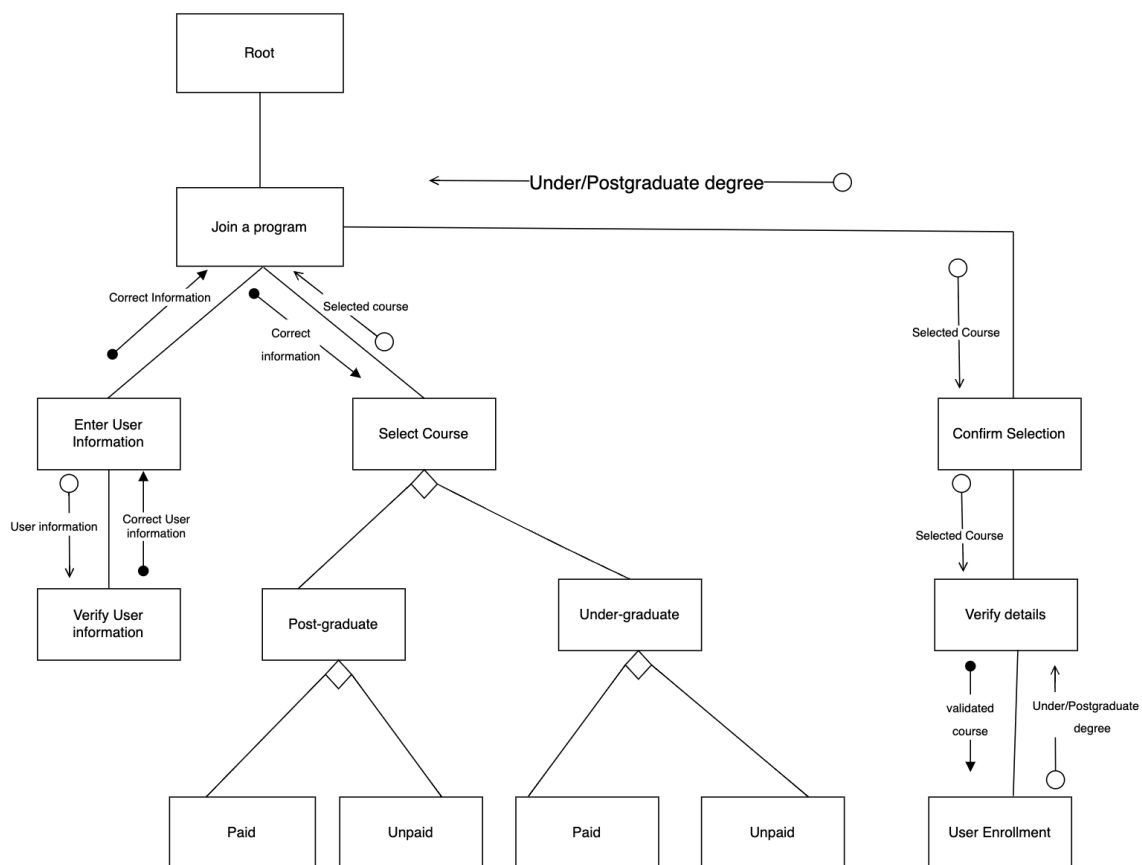 Root
Under/Postgraduate degree
Join a program
Correct Information
Selected course
Correct
information
Selected Course
Enter User
Information
Select Course
Confirm Selection
User information
Correct User
information
Selected Course
Verify User
information
Post-graduate
Under-graduate
Verify details
validated
course
Under/Postgraduate
degree
Paid
Unpaid
Paid
Unpaid
User Enrollment